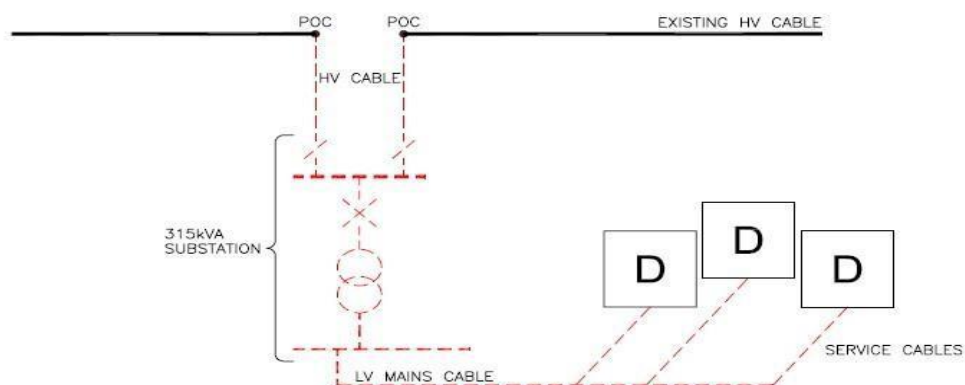 POC
POC
EXISTING HV CABLE
HV CABLE
315kVA
SUBSTATION
D
D
D
SERVICE CABLES
LV MAINS CABLE